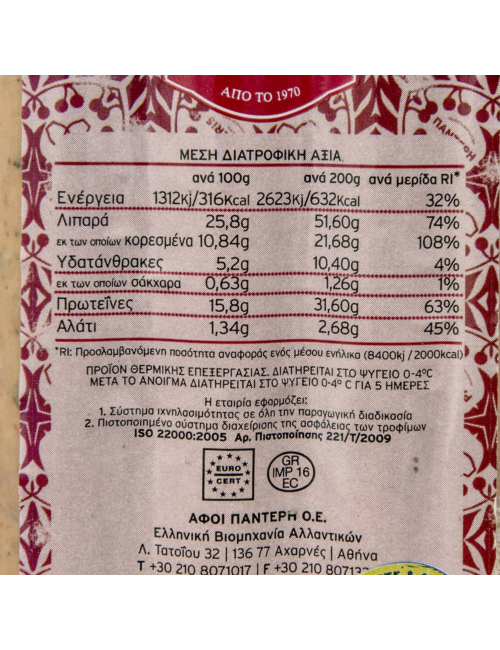 ΑΠΟ ΤΟ 1970
ΜΕΣΗ ΔΙΑΤΡΟΦΙΚΗ ΑΞΙΑ
ανά 100g ανά 200g ανά μερίδα RI*
Ενέργεια 1312Kj/316Kcal 2623Kj/632Kcal 32%
Λιπαρά 25,8g 51,60g 74%
εκ των οποίων κορεσμένα 10,84g 21,68g 108%
Υδατάνθρακες 5,2g 10,40g 4%
εκ των οποίων σάκχαρα 0,63g 1,26g 1%
Πρωτεΐνες 15,8g 31,60g 63%
Αλάτι 1,34g 2,68g 45%
*RI: Προσλαμβανόμενη ποσότητα αναφοράς ενός μέσου ενήλικα (8400kj / 2000kcal)
ΠΡΟΪΟΝ ΘΕΡΜΙΚΗΣ ΕΠΕΞΕΡΓΑΣΙΑΣ. ΔΙΑΤΗΡΕΙΤΑΙ ΣΤΟ ΨΥΓΕΙΟ 0-4°C
ΜΕΤΑ ΤΟ ΑΝΟΙΓΜΑ ΔΙΑΤΗΡΕΙΤΑΙ ΣΤΟ ΨΥΓΕΙΟ 0-4° C ΓΙΑ 5 ΗΜΕΡΕΣ
Η εταιρία εφαρμόζει:
1. Σύστημα ιχνηλασιμότητας σε όλη την παραγωγική διαδικασία
2. Πιστοποιημένο σύστημα διαχείρισης της ασφάλειας των τροφίμων
ISO 22000:2005 Αρ. Πιστοποίησης 221/Τ/2009
EURO
CERT
GR
IMP 16
EC
ΑΦΟΙ ΠΑΝΤΕΡΗ Ο.Ε.
Ελληνική Βιομηχανία Αλλαντικών
Λ. Τατοΐου 32 | 136 77 Αχαρνές | Αθήνα
T +30 210 8071017 | F +30 210 807132